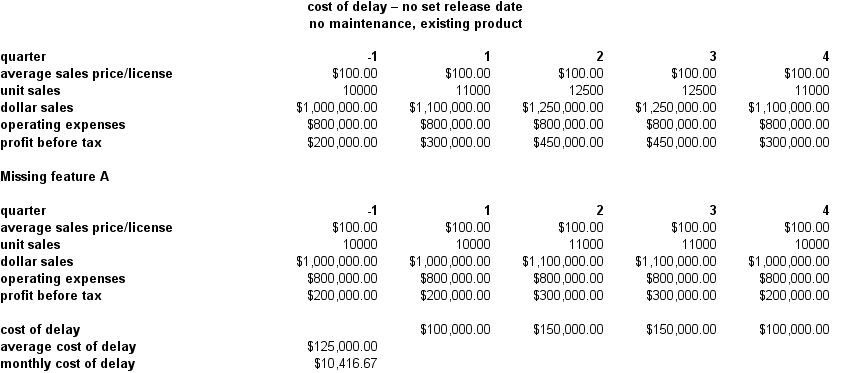 cost of delay – no set release date
no maintenance, existing product
quarter -1 1 2 3 4
average sales price/license $100.00 $100.00 $100.00 $100.00 $100.00
unit sales 10000 11000 12500 12500 11000
dollar sales $1,000,000.00 $1,100,000.00 $1,250,000.00 $1,250,000.00 $1,100,000.00
operating expenses $800,000.00 $800,000.00 $800,000.00 $800,000.00 $800,000.00
profit before tax $200,000.00 $300,000.00 $450,000.00 $450,000.00 $300,000.00
Missing feature A
quarter -1 1 2 3 4
average sales price/license $100.00 $100.00 $100.00 $100.00 $100.00
unit sales 10000 10000 11000 11000 10000
dollar sales $1,000,000.00 $1,000,000.00 $1,100,000.00 $1,100,000.00 $1,000,000.00
operating expenses $800,000.00 $800,000.00 $800,000.00 $800,000.00 $800,000.00
profit before tax $200,000.00 $200,000.00 $300,000.00 $300,000.00 $200,000.00
cost of delay $100,000.00 $150,000.00 $150,000.00 $100,000.00
average cost of delay $125,000.00
monthly cost of delay $10,416.67